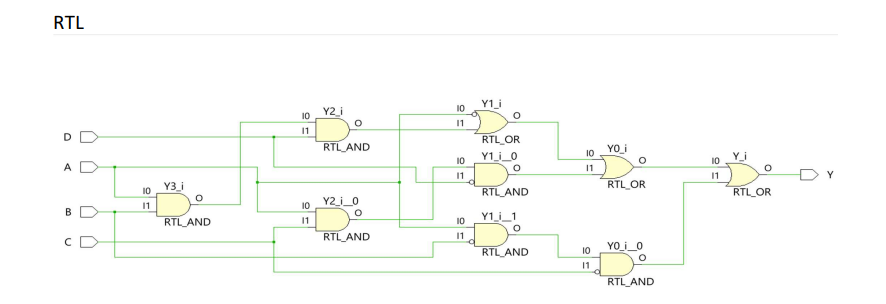 RTL
Y1_i
I0
O
I1
RTL_OR
Y2_i
I0
O
I1
RTL_AND
D
Y0_i
I0
O
I1
RTL_OR
Y1_i__0
I0
O
I1
RTL_AND
Y_i
I0
O
I1
RTL_OR
Y
A
Y3_i
I0
O
I1
RTL_AND
B
Y2_i__0
I0
O
I1
RTL_AND
C
Y1_i__1
I0
O
I1
RTL_AND
Y0_i__0
I0
O
I1
RTL_AND